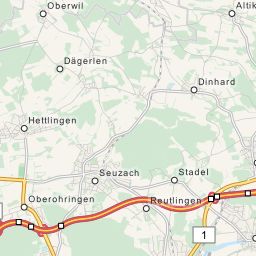 Oberwil
Altik
Dägerlen
Dinhard
Hettlingen
Seuzach
Stadel
Oberohringen
Reutlingen
1